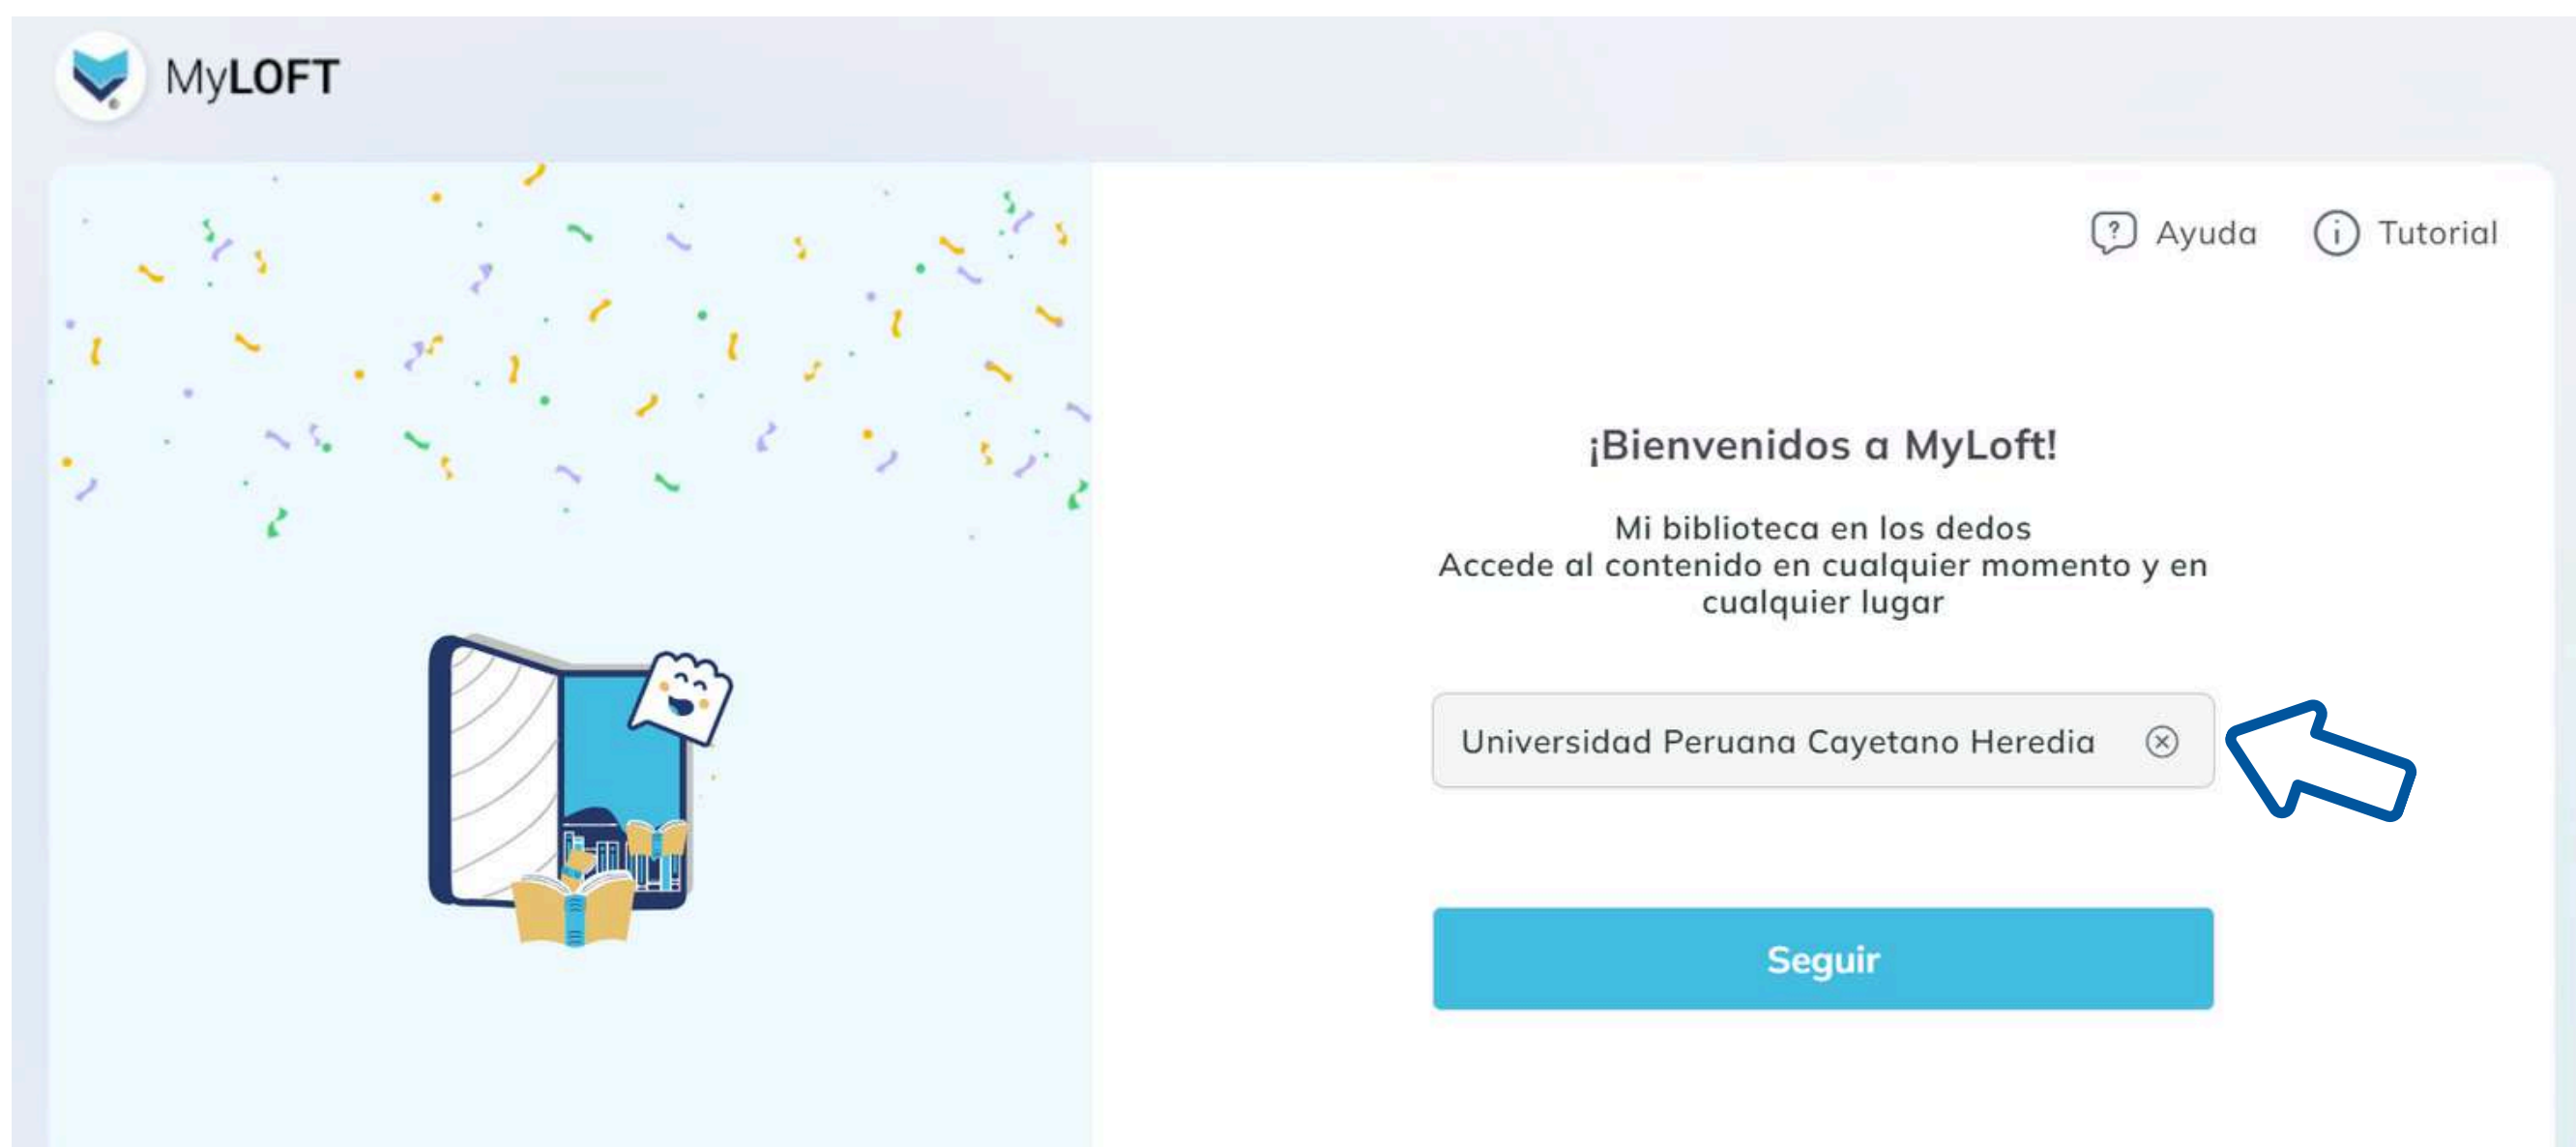 MyLOFT
Ayuda
Tutorial
¡Bienvenidos a MyLoft!
Mi biblioteca en los dedos
Accede al contenido en cualquier momento y en
cualquier lugar
Universidad Peruana Cayetano Heredia
Seguir